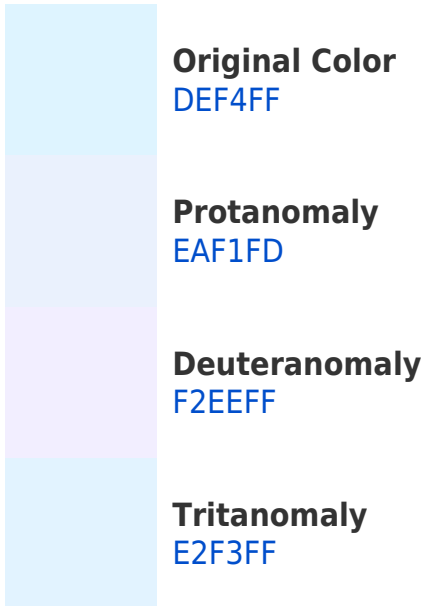 Original Color
DEF4FF
Protanomaly
EAF1FD
Deuteranomaly
F2EEFF
Tritanomaly
E2F3FF